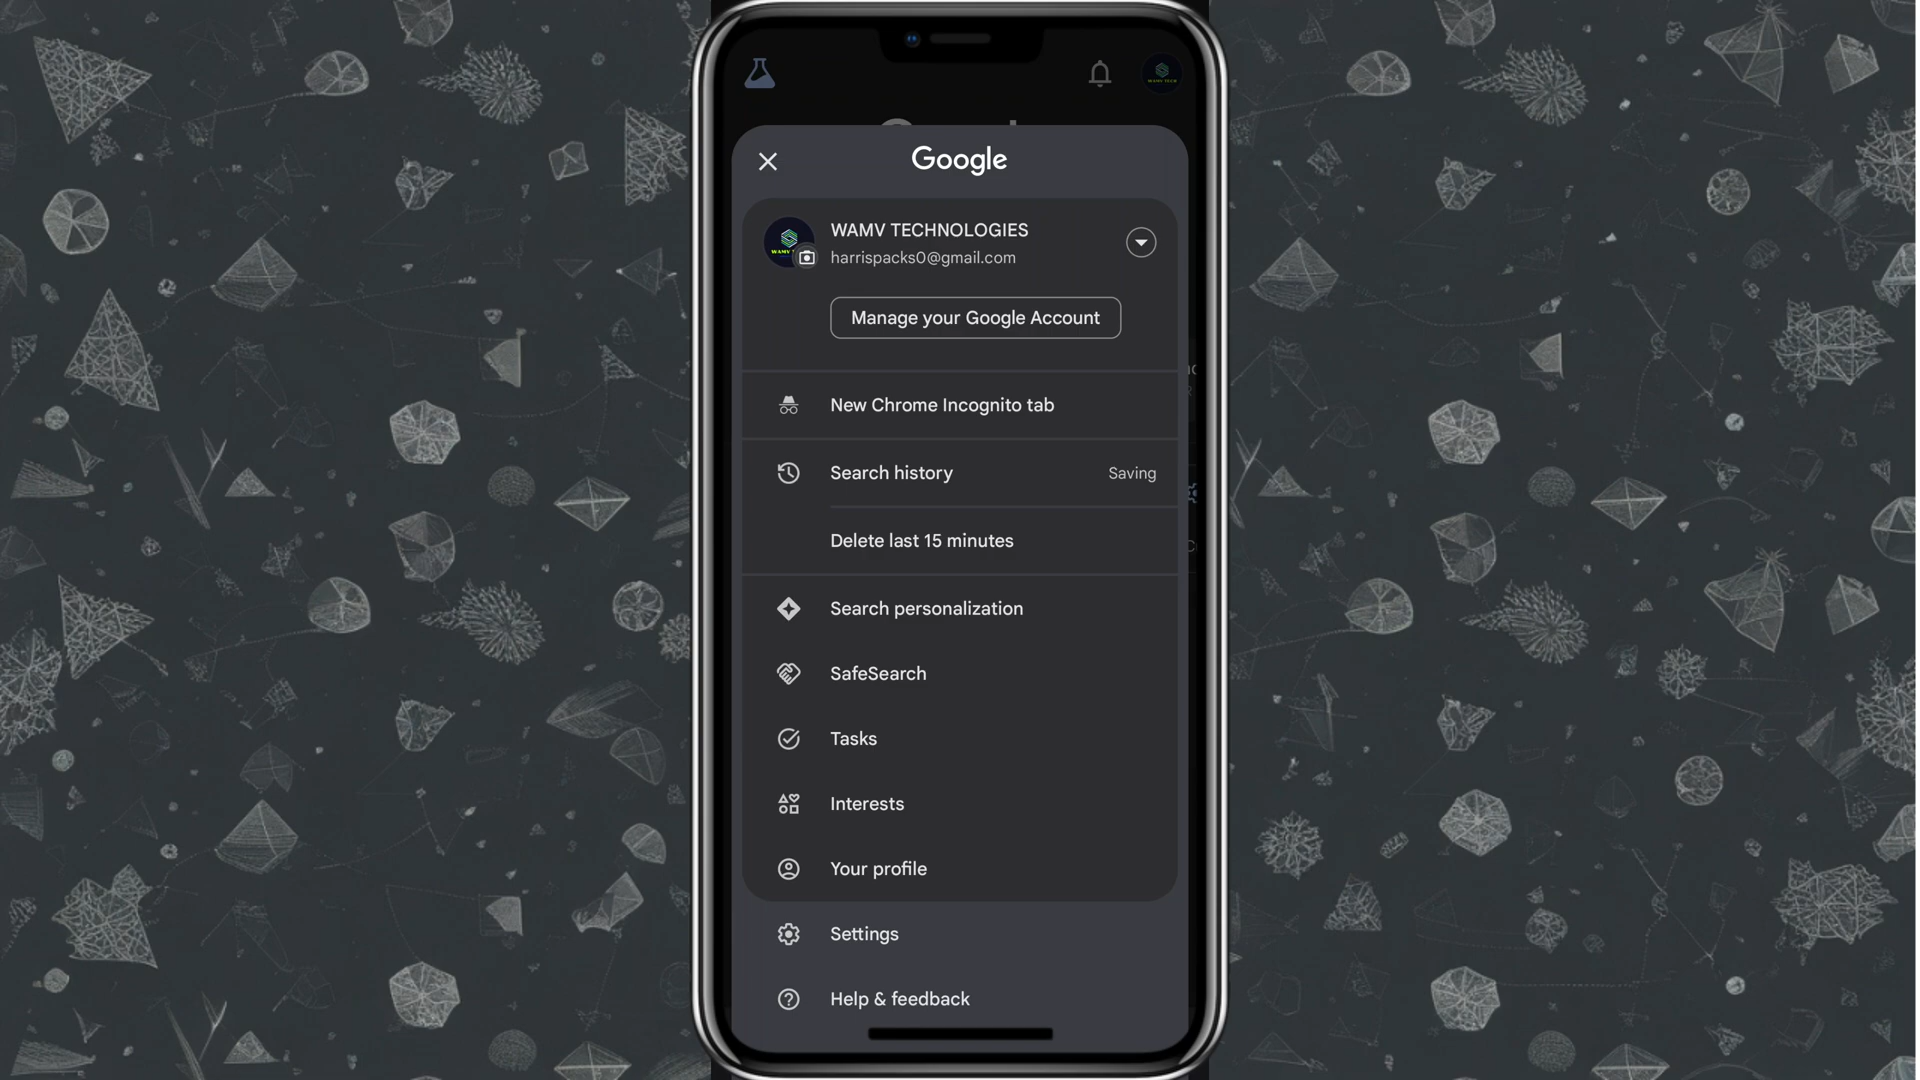 Google
WAMV TECHNOLOGIES
harrispacks0@gmail.com
Manage your Google Account
New Chrome Incognito tab
Search history Saving
Delete last 15 minutes
Search personalization
SafeSearch
Tasks
Interests
Your profile
Settings
Help & feedback